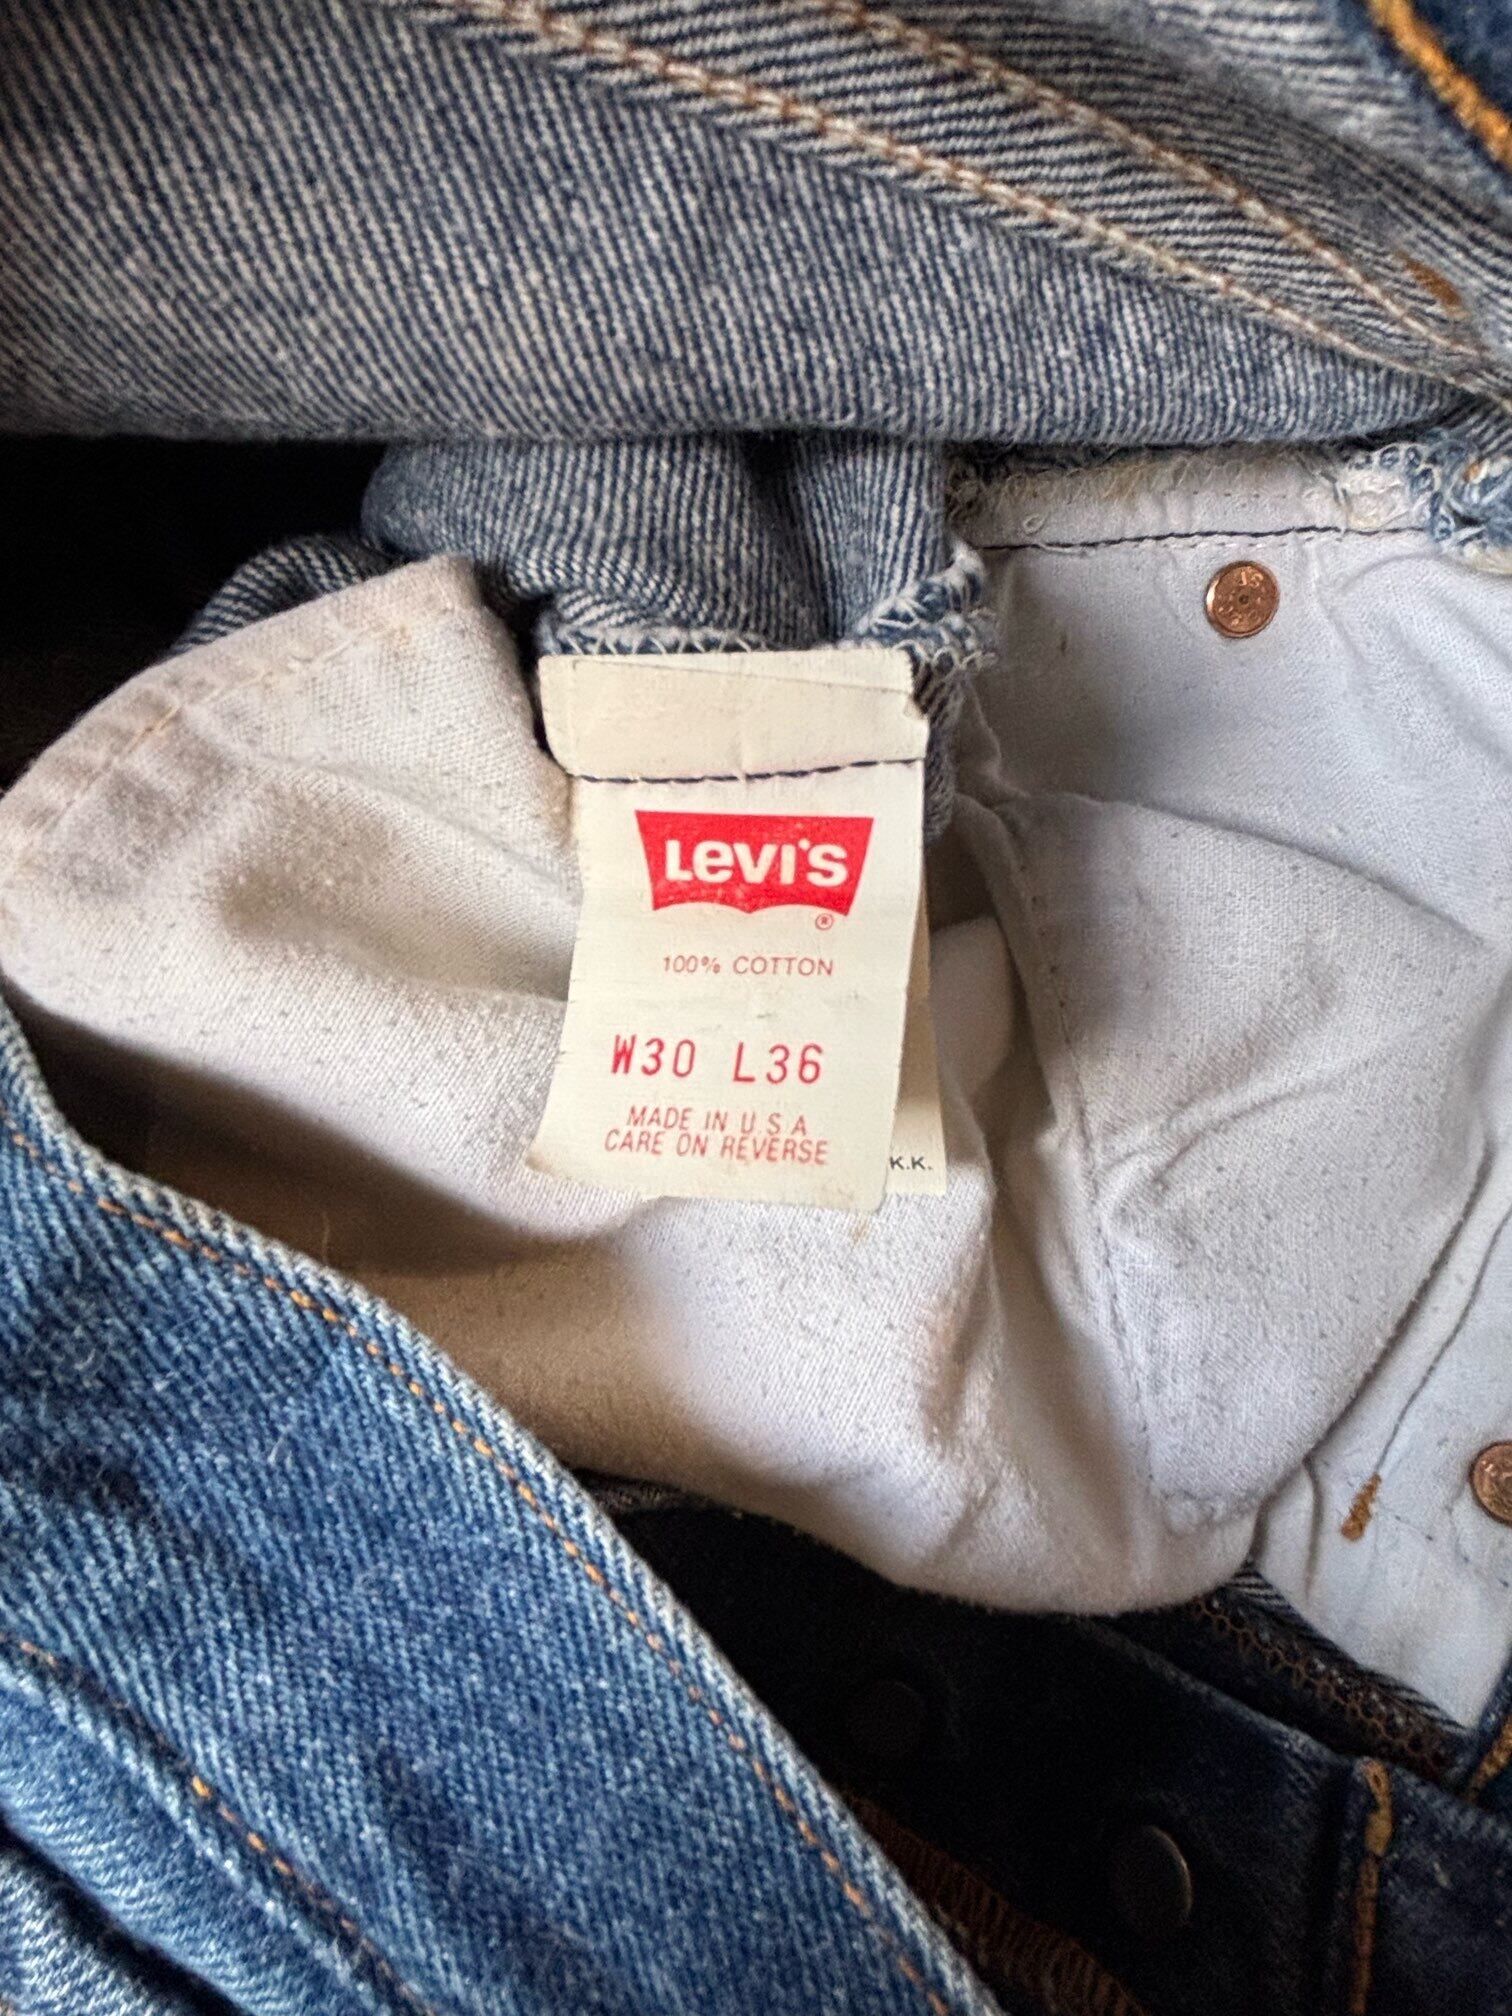 LEVI'S
®
100% COTTON
W30 L36
MADE IN U.S.A
CARE ON REVERSE
K.K.